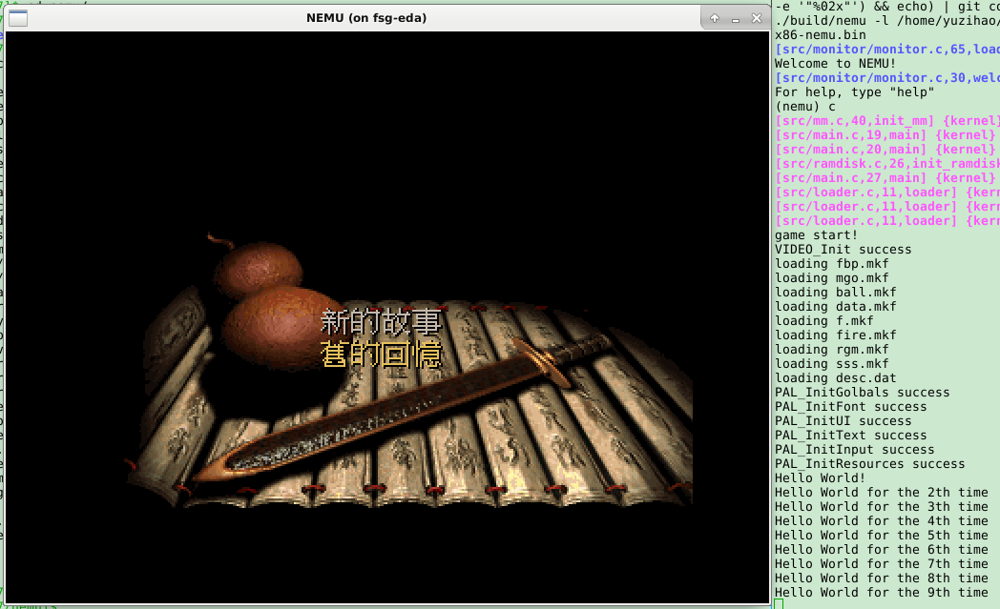 NEMU (on fsg-eda)
新的故事
舊的回憶
-e '"%02x"') && echo) | git co
./build/nemu -l /home/yuzihao/
x86-nemu.bin
[src/monitor/monitor.c,65,load
Welcome to NEMU!
[src/monitor/monitor.c,30,welc
For help, type "help"
(nemu) c
[src/mm.c,40,init_mm] {kernel}
[src/main.c,19,main] {kernel}
[src/main.c,20,main] {kernel}
[src/ramdisk.c,26,init_ramdisk
[src/main.c,27,main] {kernel}
[src/loader.c,11,loader] {kern
[src/loader.c,11,loader] {kern
[src/loader.c,11,loader] {kern
game start!
VIDEO_Init success
loading fbp.mkf
loading mgo.mkf
loading ball.mkf
loading data.mkf
loading f.mkf
loading fire.mkf
loading rgm.mkf
loading sss.mkf
loading desc.dat
PAL_InitGolbals success
PAL_InitFont success
PAL_InitUI success
PAL_InitText success
PAL_InitInput success
PAL_InitResources success
Hello World!
Hello World for the 2th time
Hello World for the 3th time
Hello World for the 4th time
Hello World for the 5th time
Hello World for the 6th time
Hello World for the 7th time
Hello World for the 8th time
Hello World for the 9th time